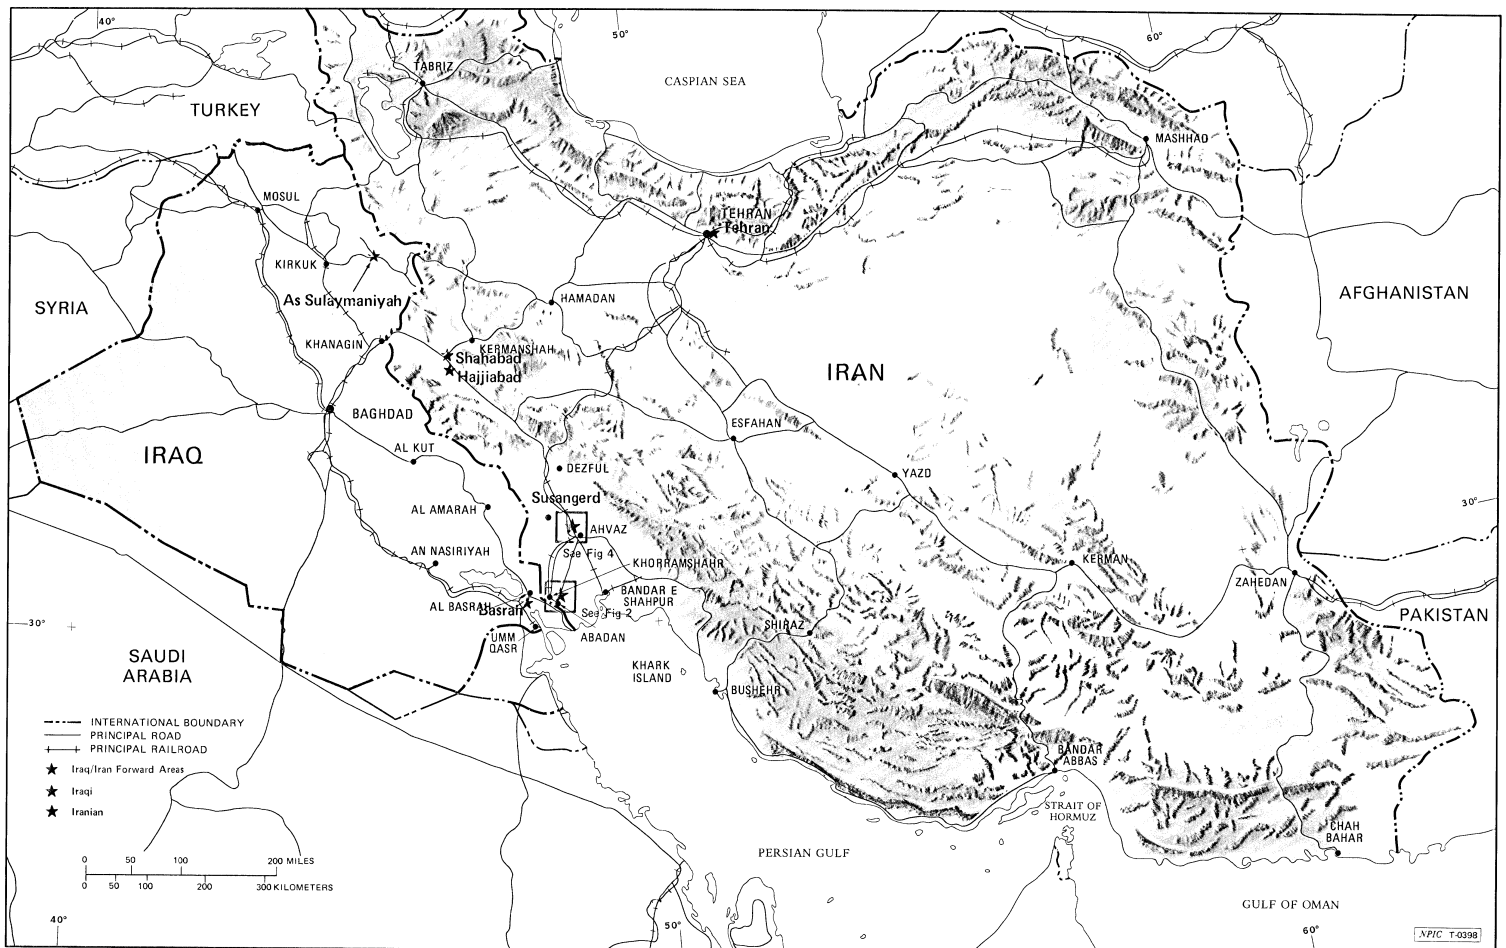 40°
50°
60°
TABRIZ
CASPIAN SEA
TURKEY
MASHHAD
MOSUL
TEHRAN
Tehran
KIRKUK
As Sulaymaniyah
HAMADAN
SYRIA
AFGHANISTAN
KHANAGIN
KERMANSHAH
Shahabad
Hajjiabad
IRAN
BAGHDAD
ESFAHAN
IRAQ
AL KUT
DEZFUL
YAZD
Susangerd
30°
AL AMARAH
AHVAZ
See Fig 4
AN NASIRIYAH
KHORRAMSHAHR
KERMAN
ZAHEDAN
BANDAR E
SHAHPUR
AL BASRAH
Basrah
See Fig 2
PAKISTAN
30°
SHIRAZ
UMM
QASR
ABADAN
SAUDI
ARABIA
KHARK
ISLAND
BUSHEHR
INTERNATIONAL BOUNDARY
PRINCIPAL ROAD
PRINCIPAL RAILROAD
Iraq/Iran Forward Areas
Iraqi
Iranian
BANDAR
ABBAS
STRAIT OF
HORMUZ
CHAH
BAHAR
PERSIAN GULF
0 50 100 200 MILES
0 50 100 200 300 KILOMETERS
GULF OF OMAN
40°
50°
60°
NPIC T-0398